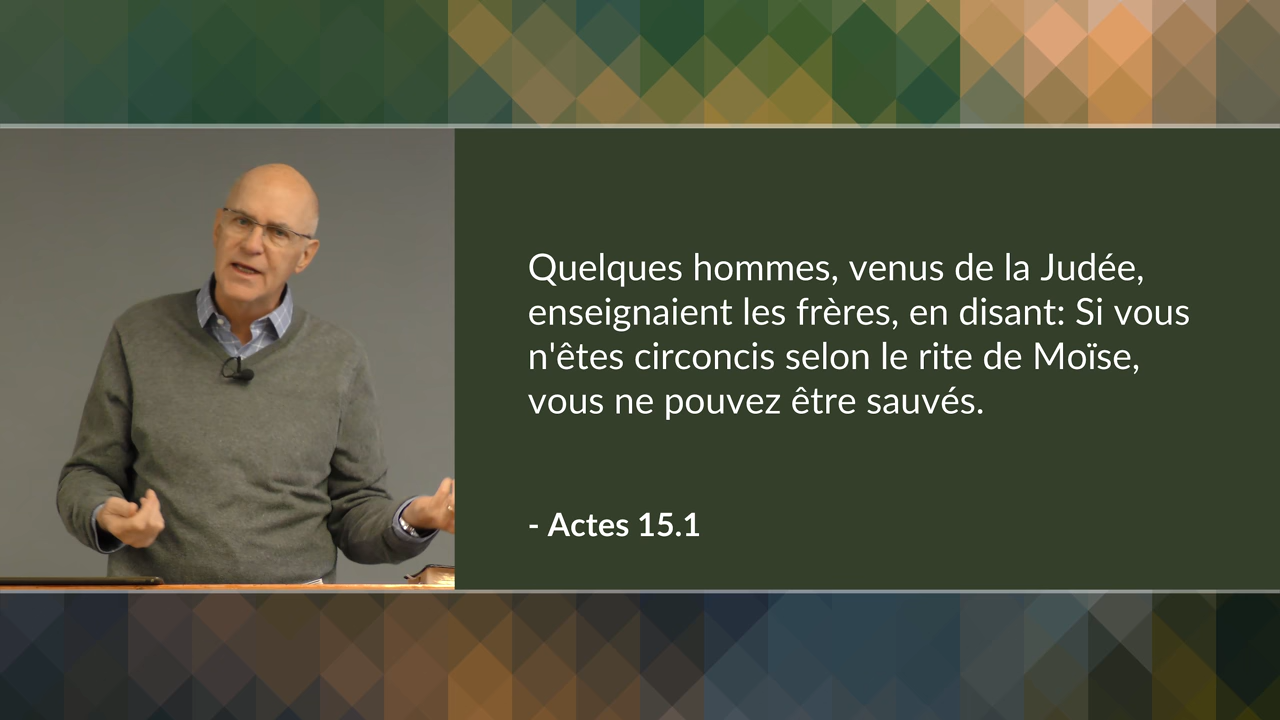 Quelques hommes, venus de la Judée,
enseignaient les frères, en disant: Si vous
n'êtes circoncis selon le rite de Moïse,
vous ne pouvez être sauvés.
- Actes 15.1